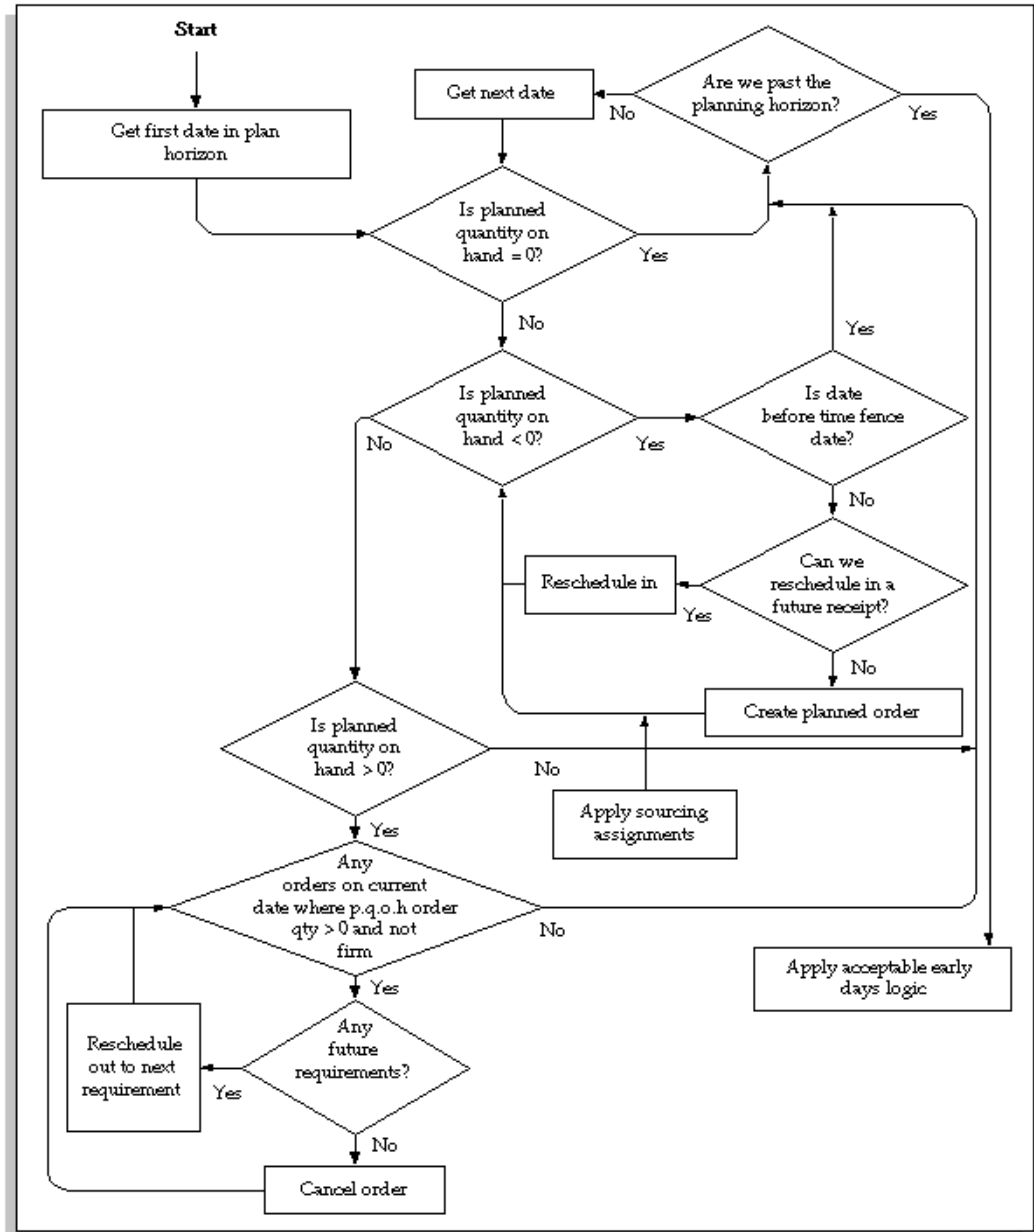 Start
Get first date in plan
horizon
Get next date
No
Are we past the
planning horizon?
Yes
Is planned
quantity on
hand = 0?
Yes
No
Yes
Is planned
quantity on
hand < 0?
No
Yes
Is date
before time fence
date?
No
Reschedule in
Yes
Can we
reschedule in a
future receipt?
No
Create planned order
Is planned
quantity on
hand > 0?
No
Yes
Apply sourcing
assignments
Any
orders on current
date where p.q.o.h order
qty > 0 and not
firm
No
Yes
Apply acceptable early
days logic
Reschedule
out to next
requirement
Yes
Any
future
requirements?
No
Cancel order